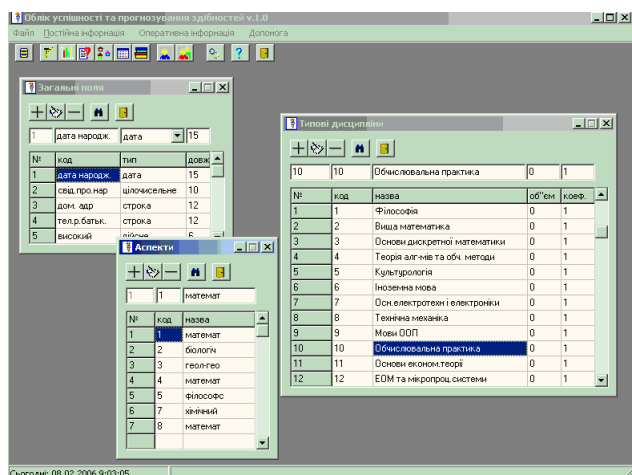 Облік успішності та прогнозування здібностей v.1.0
Файл Постійна інформація Оперативна інформація Допомога
Загальні поля
1 дата народж. дата 15
№ код тип довж
1 дата народж. дата 15
2 свід.про.нар цілочисельне 10
3 дом. адр строка 12
4 тел.р.батьк. строка 12
5 високий дійсне 6
Аспекти
1 1 математ
№ код назва
1 1 математ
2 2 біологіч
3 3 геол-гео
4 4 математ
5 5 філософс
6 7 хімічний
7 8 математ
Типові дисципліни
10 10 Обчислювальна практика 0 1
№ код назва об"єм коеф.
1 1 Філософія 0 1
2 2 Вища математика 0 1
3 3 Основи дискретної математики 0 1
4 4 Теорія алг-мів та обч. методи 0 1
5 5 Культурологія 0 1
6 6 Іноземна мова 0 1
7 7 Осн.електротехн і електроніки 0 1
8 8 Технічна механіка 0 1
9 9 Мови ООП 0 1
10 10 Обчислювальна практика 0 1
11 11 Основи економ.теорії 0 1
12 12 ЕОМ та мікропроц.системи 0 1
Сьогодні: 08.02.2006 9:03:05